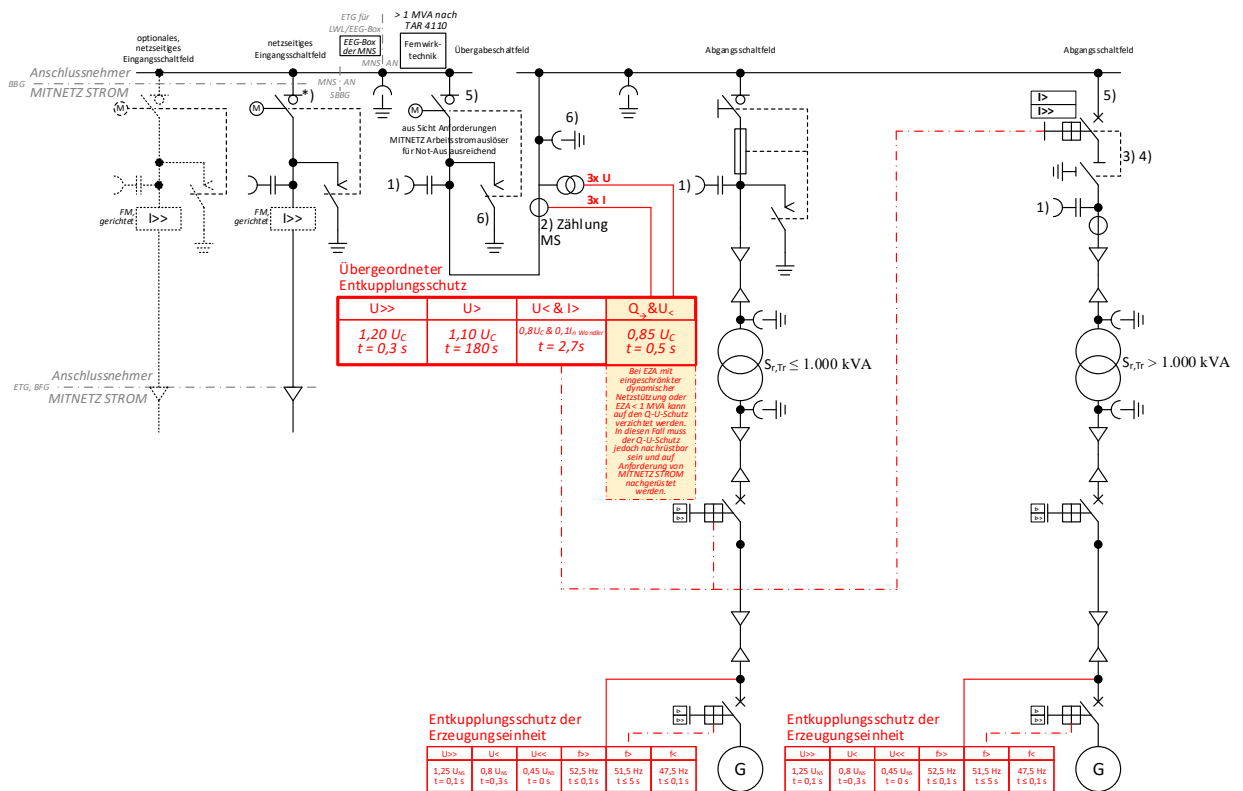 optionales,
netzseitiges
Eingangsschaltfeld
netzseitiges
Eingangsschaltfeld
ETG für
LWL/EEG-Box
EEG-Box
der MNS
MNS AN
> 1 MVA nach
TAR 4110
Fernwirk-
technik
Übergabeschaltfeld
Abgangsschaltfeld
Abgangsschaltfeld
Anschlussnehmer
BBG
MITNETZ STROM
MNS AN
SBBG
M
M
*)
M
5)
aus Sicht Anforderungen
MITNETZ Arbeitsstromauslöser
für Not-Aus ausreichend
6)
1)
6)
3x U
3x I
2) Zählung
MS
1)
I>
I>>
5)
3) 4)
1)
FM,
gerichtet
I>>
FM,
gerichtet
I>>
Übergeordneter
Entkupplungsschutz
U>> U> U< & I> Q→&U<
1,20 UC 1,10 UC 0,8UC & 0,1In Wandler 0,85 UC
t = 0,3 s t = 180 s t = 2,7s t = 0,5 s
Bei EZA mit
eingeschränkter
dynamischer
Netzstützung oder
EZA < 1 MVA kann
auf den Q-U-Schutz
verzichtet werden.
In diesen Fall muss
der Q-U-Schutz
jedoch nachrüstbar
sein und auf
Anforderung von
MITNETZ STROM
nachgerüstet
werden.
Anschlussnehmer
ETG, BFG
MITNETZ STROM
Sr,Tr ≤ 1.000 kVA
Sr,Tr > 1.000 kVA
I>
I>>
I>
I>>
Entkupplungsschutz der
Erzeugungseinheit
U>> U< U<< f>> f> f<
1,25 UNS 0,8 UNS 0,45 UNS 52,5 Hz 51,5 Hz 47,5 Hz
t = 0,1 s t =0,3 s t = 0 s t ≤ 0,1 s t ≤ 5 s t ≤ 0,1 s
I>
I>>
G
Entkupplungsschutz der
Erzeugungseinheit
U>> U< U<< f>> f> f<
1,25 UNS 0,8 UNS 0,45 UNS 52,5 Hz 51,5 Hz 47,5 Hz
t = 0,1 s t =0,3 s t = 0 s t ≤ 0,1 s t ≤ 5 s t ≤ 0,1 s
I>
I>>
G